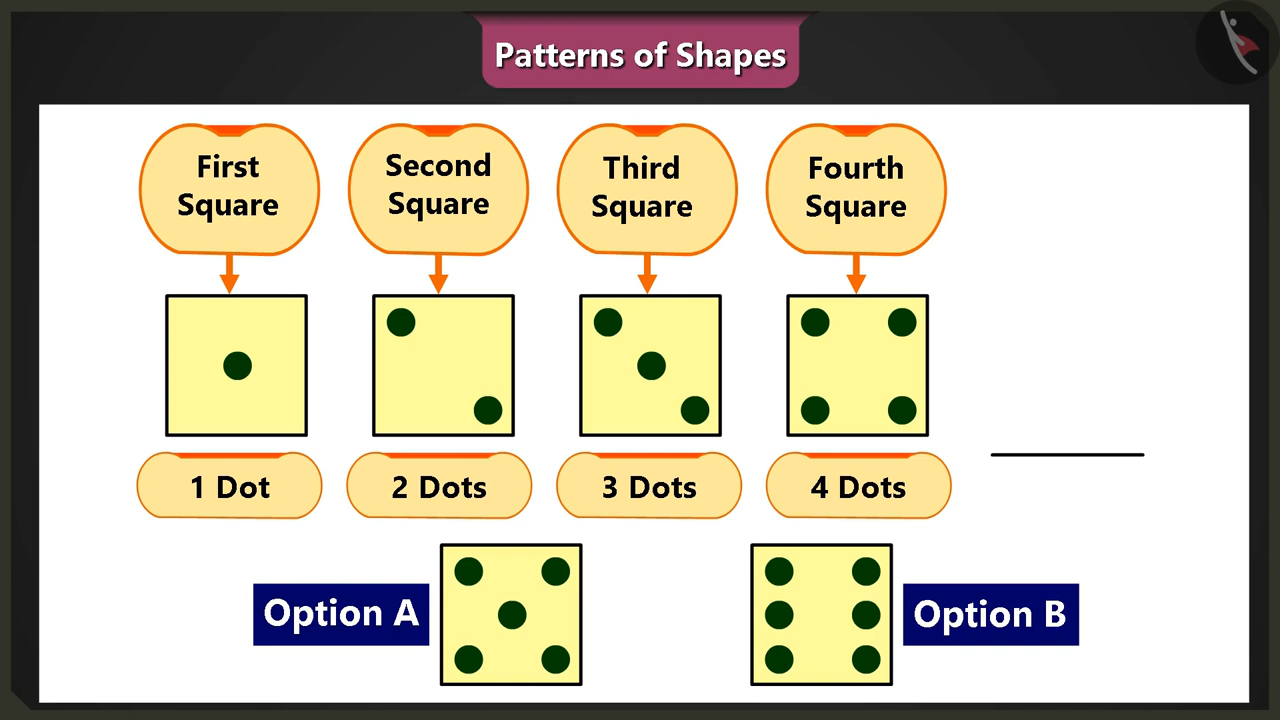 Patterns of Shapes
First
Square
Second
Square
Third
Square
Fourth
Square
1 Dot
2 Dots
3 Dots
4 Dots
Option A
Option B